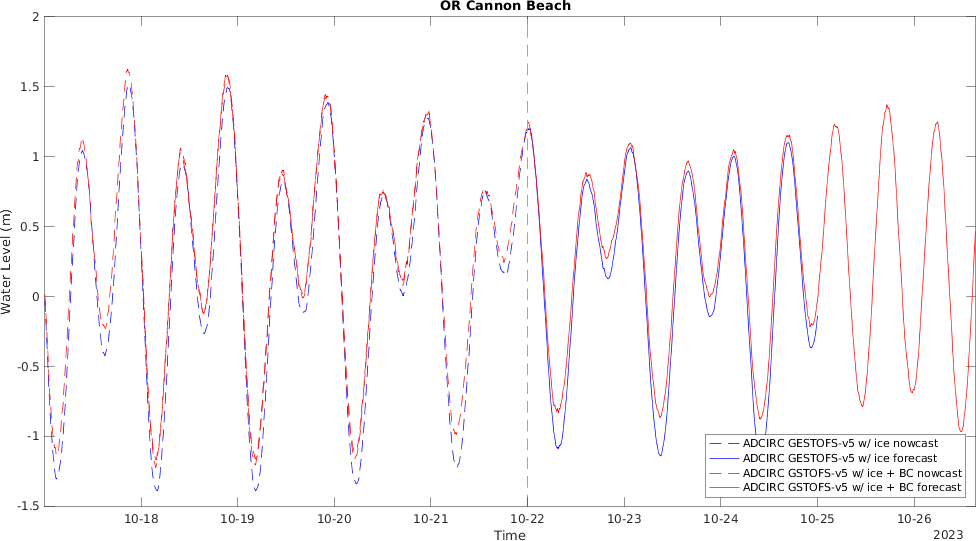 OR Cannon Beach
2
1.5
1
0.5
0
-0.5
-1
-1.5
Water Level (m)
ADCIRC GESTOFS-v5 w/ ice nowcast
ADCIRC GESTOFS-v5 w/ ice forecast
ADCIRC GSTOFS-v5 w/ ice + BC nowcast
ADCIRC GSTOFS-v5 w/ ice + BC forecast
10-18 10-19 10-20 10-21 10-22 10-23 10-24 10-25 10-26
Time
2023